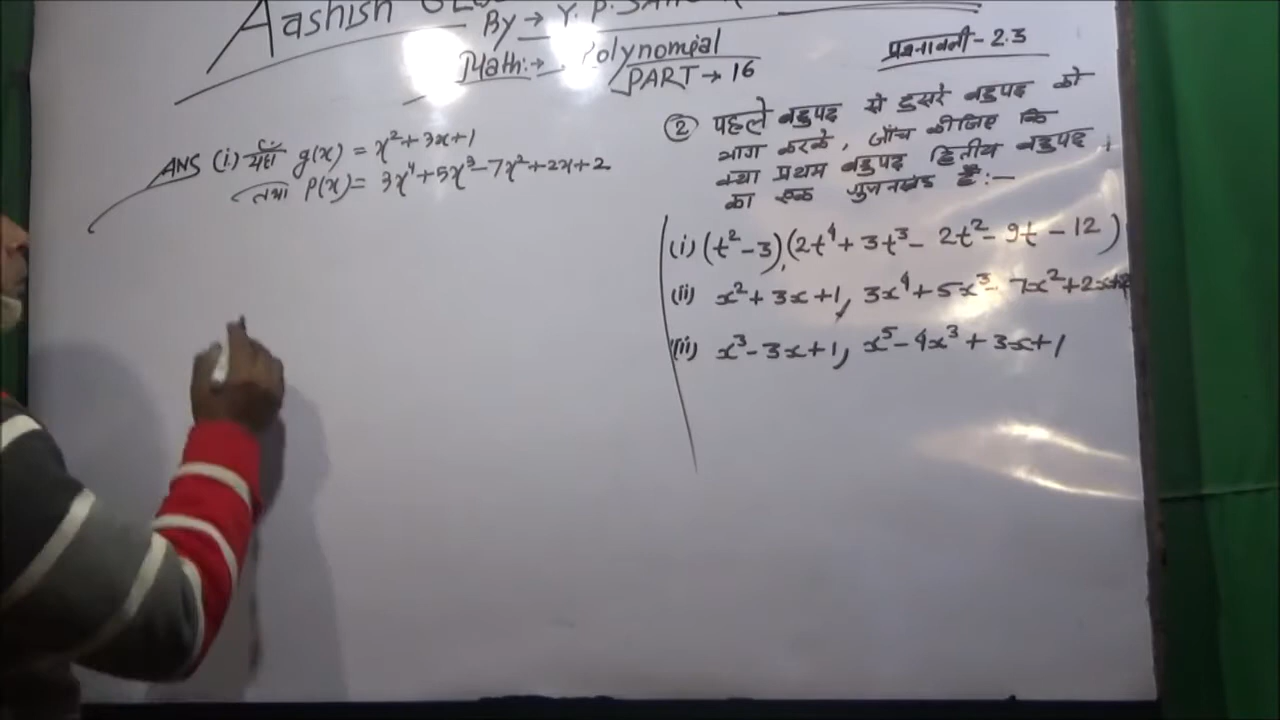 Aashish
By → Y. P.
Math:→ Polynomial
PART → 16
प्रश्नावली - 2.3
ANS (i) यहाँ g(x) = x² + 3x + 1
तथा P(x) = 3x⁴ + 5x³ - 7x² + 2x + 2
② पहले बहुपद से दुसरे बहुपद को
भाग करके, जाँच कीजिए कि
क्या प्रथम बहुपद द्वितीय बहुपद
का एक गुणनखंड है:-
(i) (t² - 3), (2t⁴ + 3t³ - 2t² - 9t - 12)
(ii) x² + 3x + 1, 3x⁴ + 5x³ - 7x² + 2x + 2
(ii) x³ - 3x + 1, x⁵ - 4x³ + 3x + 1